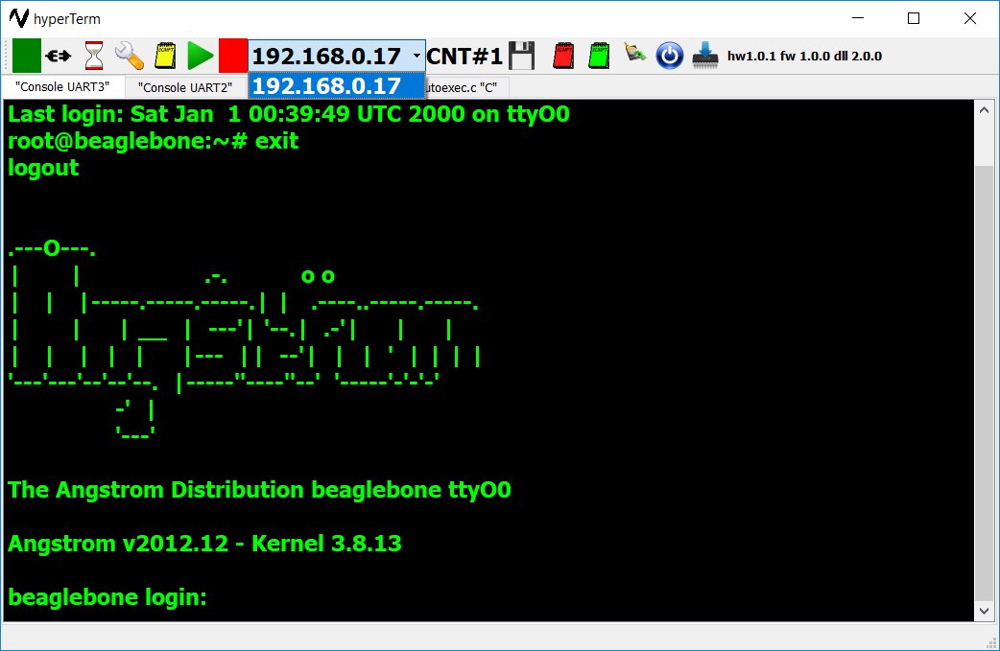 hyperTerm
SCRIPT SCRIPT SCRIPT
192.168.0.17 CNT#1 hw1.0.1 fw 1.0.0 dll 2.0.0
192.168.0.17
"Console UART3" "Console UART2" utoexec.c "C"
Last login: Sat Jan  1 00:39:49 UTC 2000 on ttyO0
root@beaglebone:~# exit
logout
.---O---.
|       |                  .-.           o o
|   |   |-----.-----.-----.| |   .----..-----.-----.
|       |     | __  |  ---'| '--.|  .-'|     |     |
|   |   |  |  |     |---  ||  --'|  |  |  '  | | | |
'---'---'--'--'--.  |-----''----''--'  '-----'-'-'-'
                -'  |
                '---'
The Angstrom Distribution beaglebone ttyO0
Angstrom v2012.12 - Kernel 3.8.13
beaglebone login: